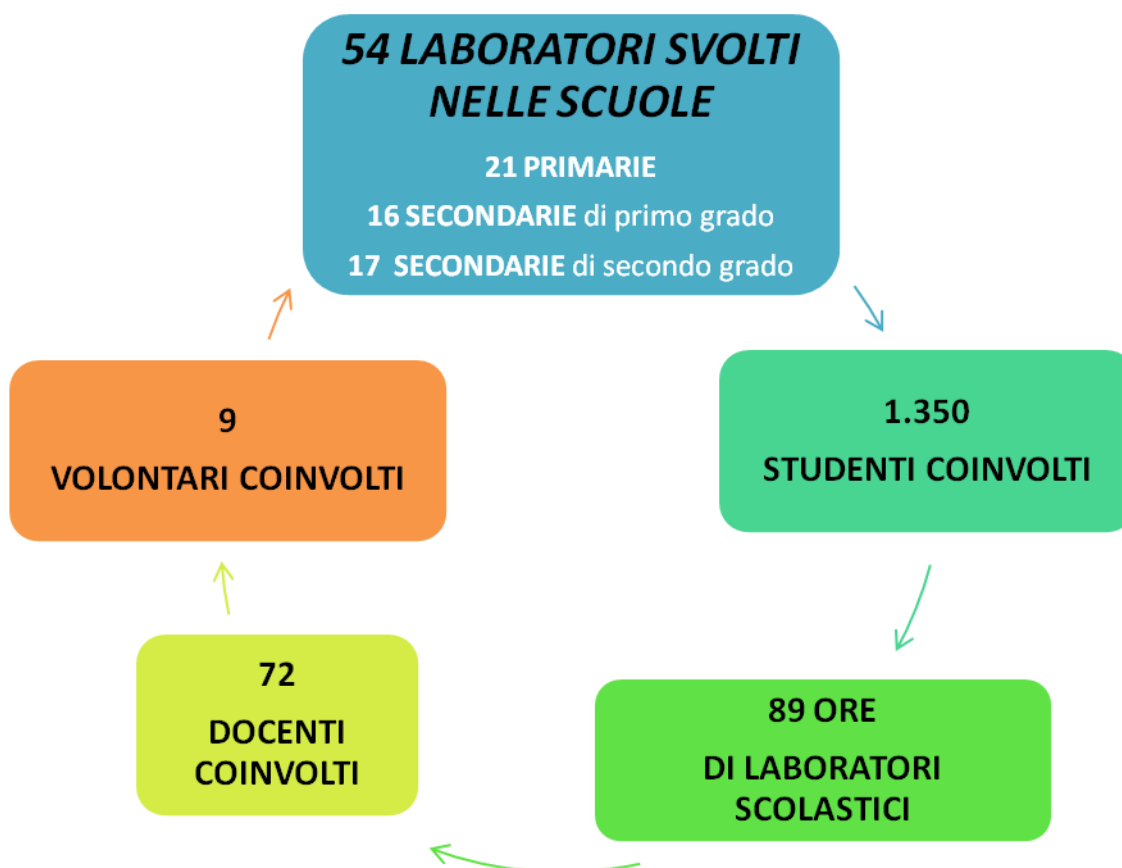 54 LABORATORI SVOLTI
NELLE SCUOLE
21 PRIMARIE
16 SECONDARIE di primo grado
17 SECONDARIE di secondo grado
1.350
STUDENTI COINVOLTI
89 ORE
DI LABORATORI
SCOLASTICI
72
DOCENTI
COINVOLTI
9
VOLONTARI COINVOLTI